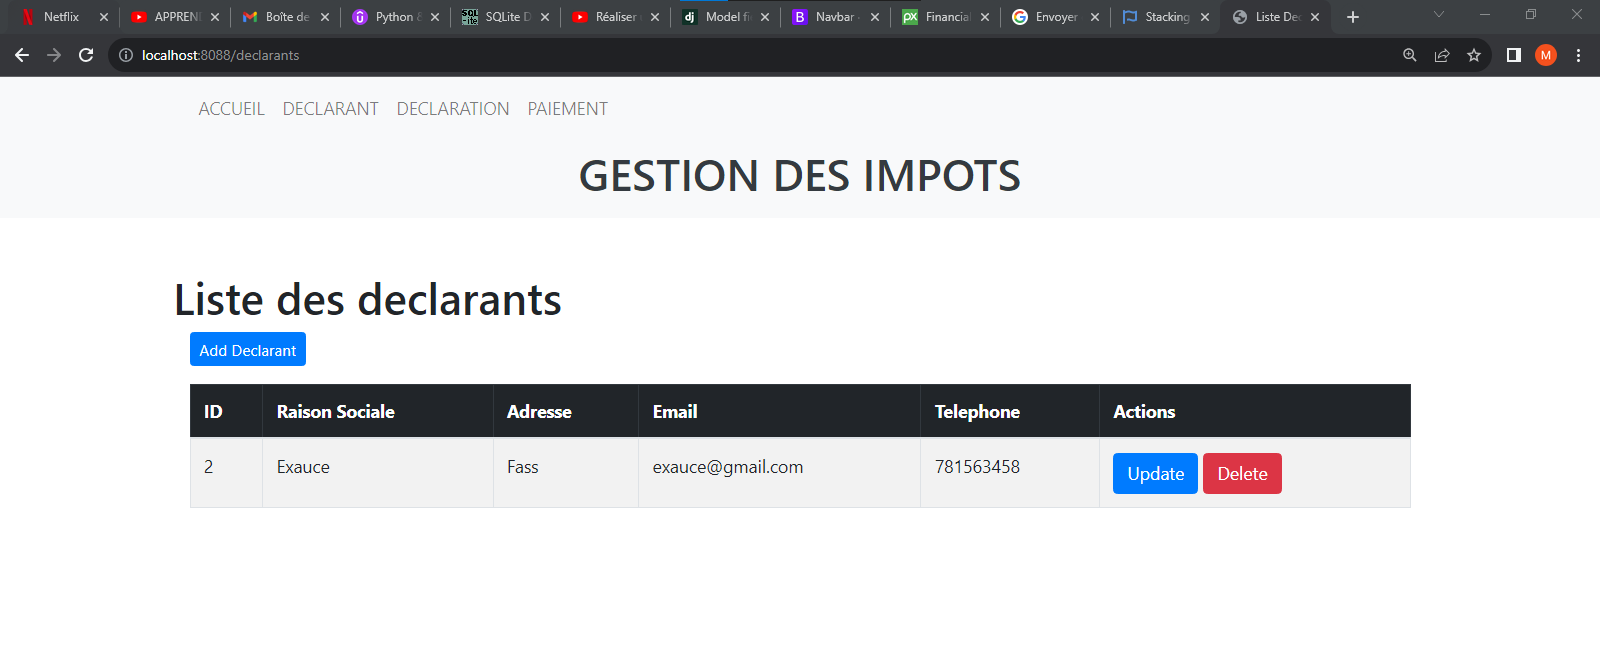 Netflix APPREN Boîte de Python SQLite D Réaliser Model fi Navbar Financial Envoyer Stacking Liste De
localhost:8088/declarants M
ACCUEIL DECLARANT DECLARATION PAIEMENT
GESTION DES IMPOTS
Liste des declarants
Add Declarant
ID Raison Sociale Adresse Email Telephone Actions
2 Exauce Fass exauce@gmail.com 781563458 Update Delete